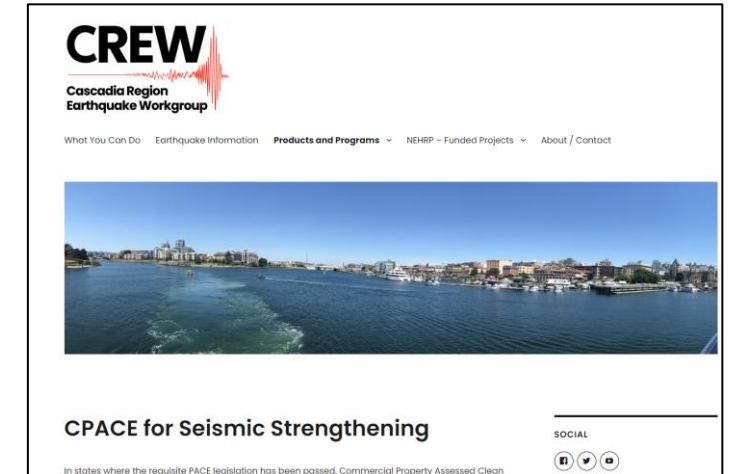 CREW
Cascadia Region
Earthquake Workgroup
What You Can Do Earthquake Information Products and Programs NEHRP – Funded Projects About / Contact
CPACE for Seismic Strengthening
SOCIAL
In states where the requisite PACE legislation has been passed, Commercial Property Assessed Clean